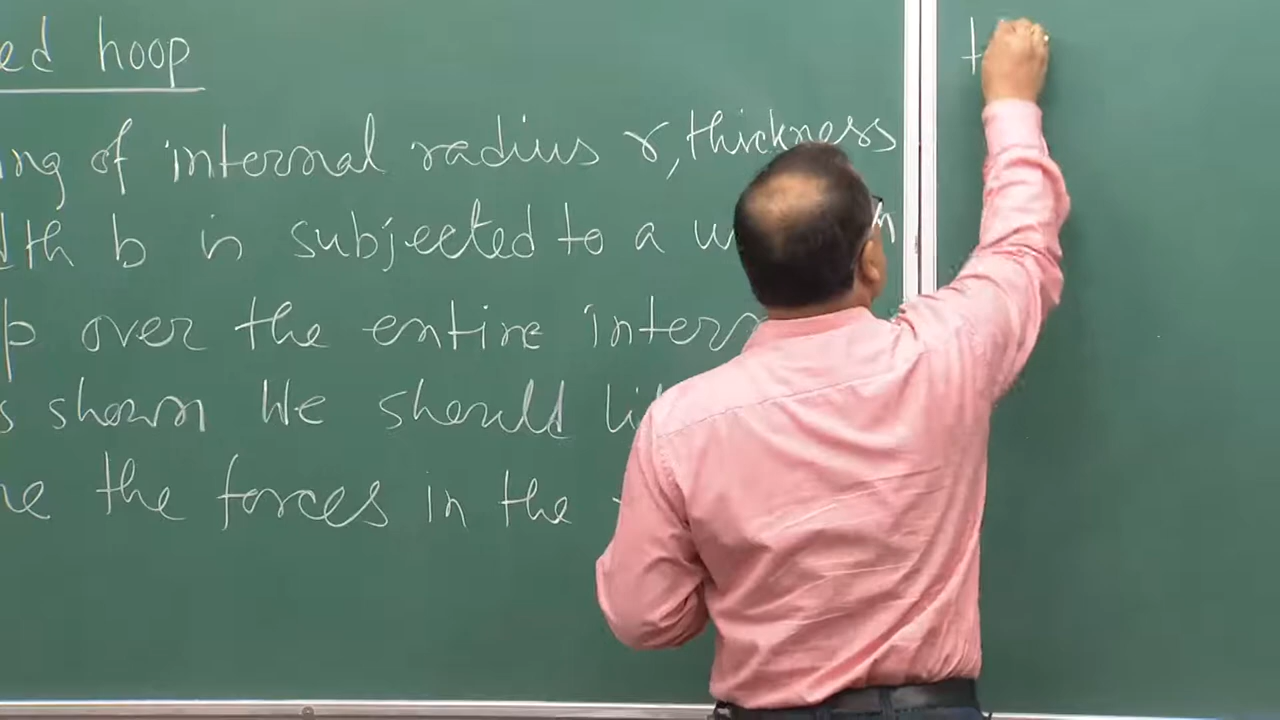 ed hoop
ng of internal radius r, thickness
dth b is subjected to a
p over the entire intern
s shown We should li
ne the forces in the
t